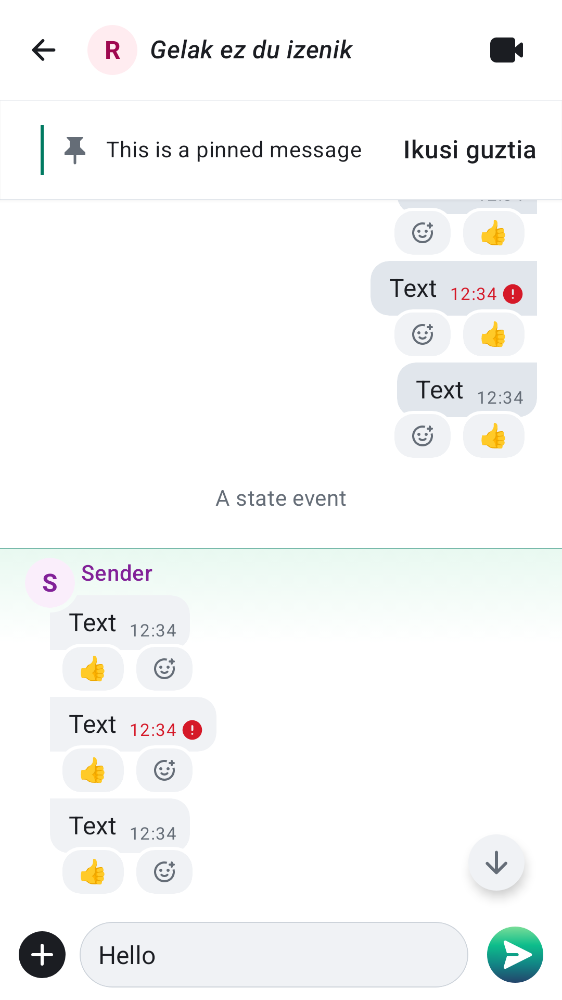 R Gelak ez du izenik
This is a pinned message Ikusi guztia
Text 12:34
Text 12:34
A state event
S Sender
Text 12:34
Text 12:34
Text 12:34
Hello